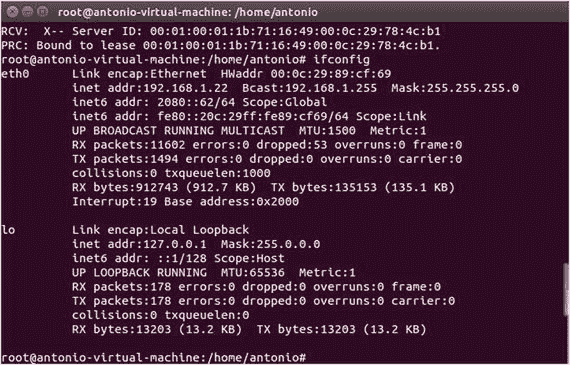 root@antonio-virtual-machine: /home/antonio
RCV:  X-- Server ID: 00:01:00:01:1b:71:16:49:00:0c:29:78:4c:b1
PRC: Bound to lease 00:01:00:01:1b:71:16:49:00:0c:29:78:4c:b1.
root@antonio-virtual-machine:/home/antonio# ifconfig
eth0      Link encap:Ethernet  HWaddr 00:0c:29:89:cf:69
          inet addr:192.168.1.22  Bcast:192.168.1.255  Mask:255.255.255.0
          inet6 addr: 2080::62/64 Scope:Global
          inet6 addr: fe80::20c:29ff:fe89:cf69/64 Scope:Link
          UP BROADCAST RUNNING MULTICAST  MTU:1500  Metric:1
          RX packets:11602 errors:0 dropped:53 overruns:0 frame:0
          TX packets:1494 errors:0 dropped:0 overruns:0 carrier:0
          collisions:0 txqueuelen:1000
          RX bytes:912743 (912.7 KB)  TX bytes:135153 (135.1 KB)
          Interrupt:19 Base address:0x2000
lo        Link encap:Local Loopback
          inet addr:127.0.0.1  Mask:255.0.0.0
          inet6 addr: ::1/128 Scope:Host
          UP LOOPBACK RUNNING  MTU:65536  Metric:1
          RX packets:178 errors:0 dropped:0 overruns:0 frame:0
          TX packets:178 errors:0 dropped:0 overruns:0 carrier:0
          collisions:0 txqueuelen:0
          RX bytes:13203 (13.2 KB)  TX bytes:13203 (13.2 KB)
root@antonio-virtual-machine:/home/antonio#